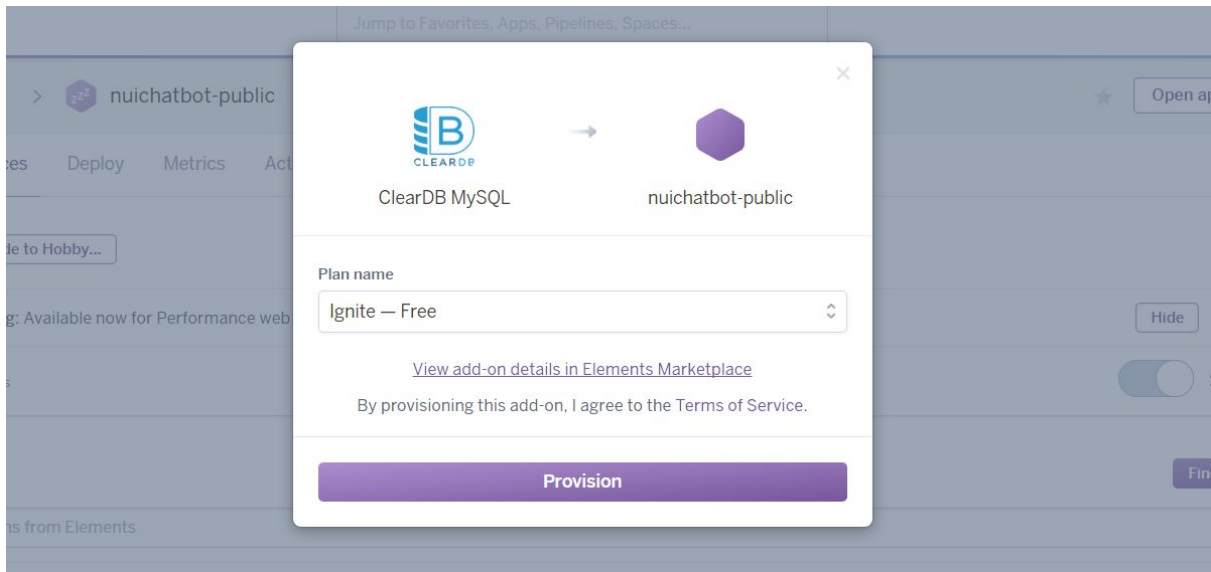 Jump to Favorites, Apps, Pipelines, Spaces...
> zzz nuichatbot-public
Open ap
ces Deploy Metrics Act
B
CLEARDB
ClearDB MySQL → nuichatbot-public
de to Hobby...
Plan name
Ignite — Free
g: Available now for Performance web
Hide
View add-on details in Elements Marketplace
By provisioning this add-on, I agree to the Terms of Service.
Provision
Fin
ns from Elements